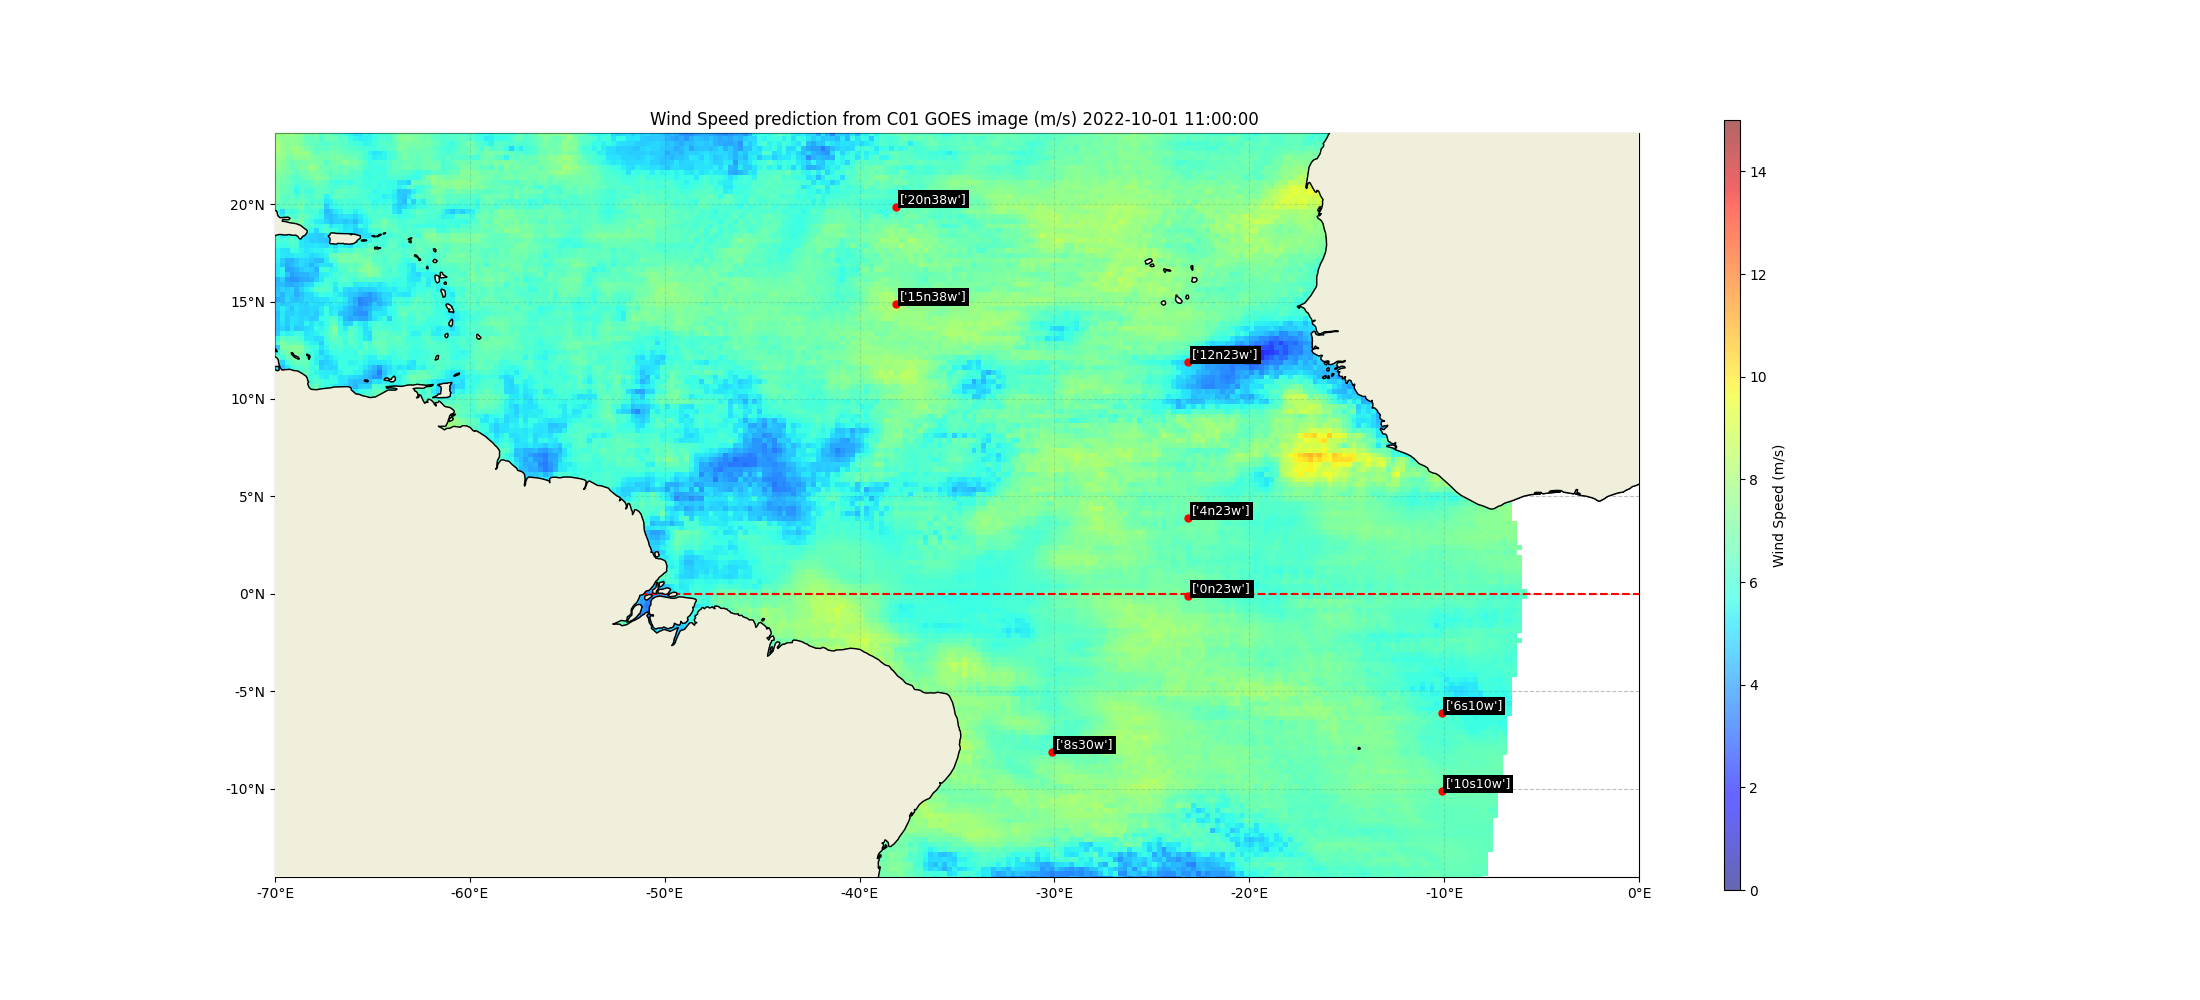 Wind Speed prediction from C01 GOES image (m/s) 2022-10-01 11:00:00
20°N
15°N
10°N
5°N
0°N
-5°N
-10°N
-70°E
-60°E
-50°E
-40°E
-30°E
-20°E
-10°E
0°E
['20n38w']
['15n38w']
['12n23w']
['4n23w']
['0n23w']
['6s10w']
['8s30w']
['10s10w']
14
12
10
8
6
4
2
0
Wind Speed (m/s)